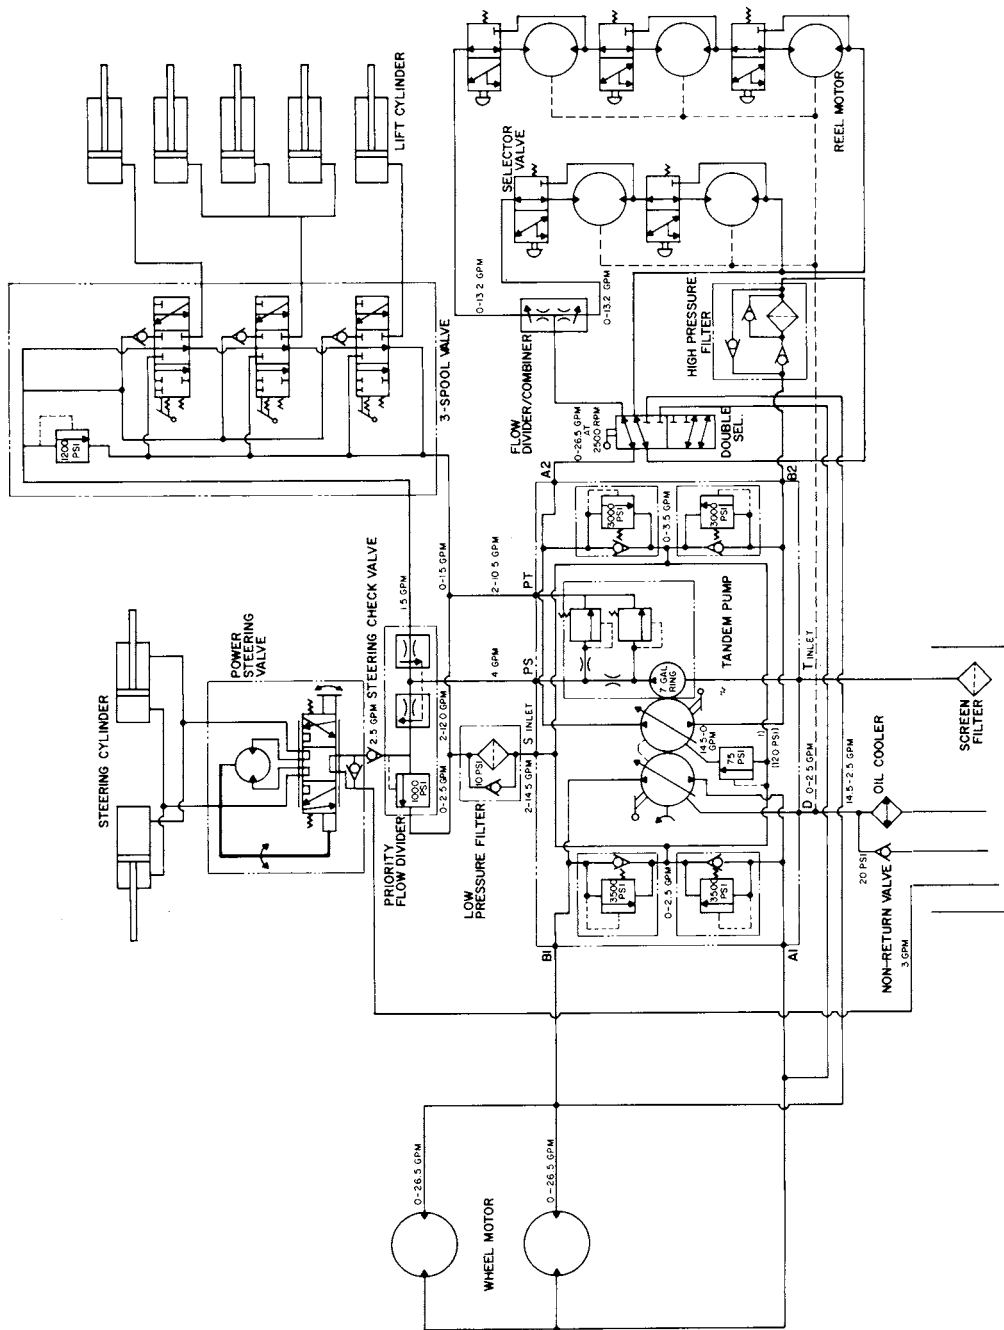 STEERING CYLINDER
POWER
STEERING
VALVE
2.5 GPM
STEERING CHECK VALVE
1200
PSI
3-SPOOL VALVE
LIFT CYLINDER
PRIORITY
FLOW DIVIDER
1000
PSI
1.5 GPM
0-2.5 GPM
2-12.0 GPM
0-1.5 GPM
LOW
PRESSURE FILTER
10 PSI
2-14.5 GPM
S INLET
4 GPM
PS
2-10.5 GPM
PT
FLOW
DIVIDER/COMBINER
0-13.2 GPM
0-13.2 GPM
SELECTOR
VALVE
REEL MOTOR
0-26.5 GPM
AT
2500 RPM
DOUBLE
SEL.
HIGH PRESSURE
FILTER
A2
B2
3000
PSI
0-3.5 GPM
3000
PSI
7 GAL
RING
TANDEM PUMP
14.5-0
GPM
75
PSI
(120 PSI)
3500
PSI
0-2.5 GPM
3500
PSI
B1
A1
D
0-2.5 GPM
T INLET
14.5-2.5 GPM
20 PSI
NON-RETURN VALVE
3 GPM
OIL COOLER
SCREEN
FILTER
WHEEL MOTOR
0-26.5 GPM
0-26.5 GPM